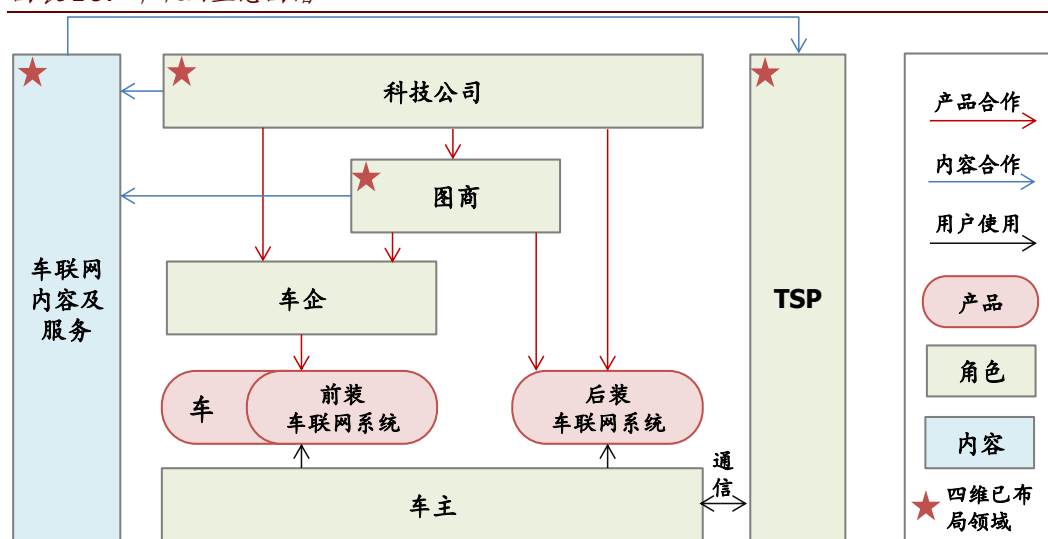 科技公司
产品合作
内容合作
图商
用户使用
车联网
内容及
服务
车企
TSP
产品
角色
车
前装
车联网系统
后装
车联网系统
内容
通
信
车主
四维已布
局领域